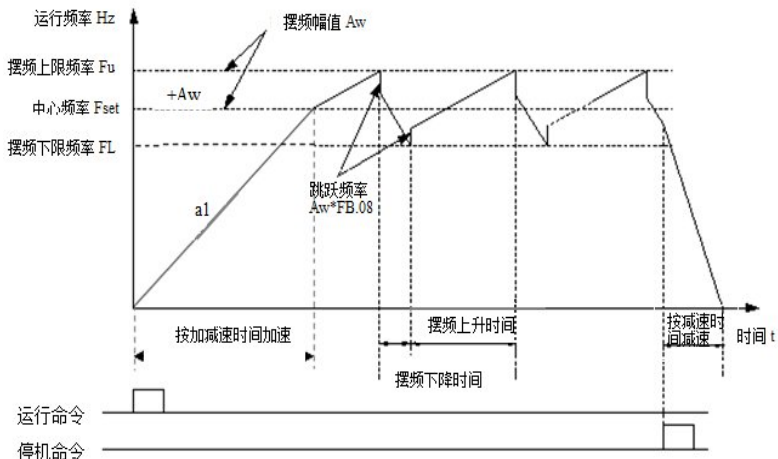 运行频率 Hz
摆频幅值 Aw
摆频上限频率 Fu
+Aw
中心频率 Fset
摆频下限频率 FL
跳跃频率
Aw*FB.08
a1
按加减速时间加速
摆频上升时间
按减速时
间减速
时间 t
摆频下降时间
运行命令
停机命令